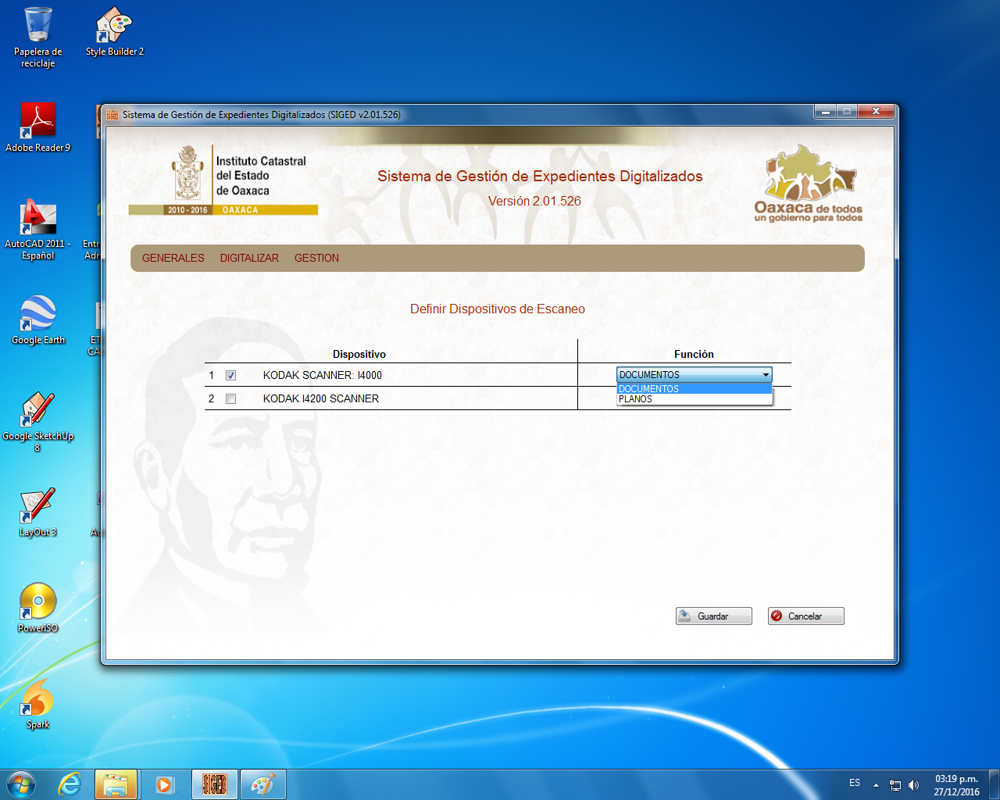 Papelera de
reciclaje
Style Builder 2
Adobe Reader 9
AutoCAD 2011 -
Español
Google Earth
Google SketchUp
8
LayOut 3
PowerISO
Spark
Entr
Adr
ET
CA
Ac
Sistema de Gestión de Expedientes Digitalizados (SIGED v2.01.526)
Instituto Catastral
del Estado
de Oaxaca
2010 - 2016 OAXACA
Sistema de Gestión de Expedientes Digitalizados
Versión 2.01.526
Oaxaca de todos
un gobierno para todos
GENERALES DIGITALIZAR GESTION
Definir Dispositivos de Escaneo
Dispositivo Función
1 KODAK SCANNER: I4000 DOCUMENTOS
DOCUMENTOS
2 KODAK I4200 SCANNER PLANOS
Guardar Cancelar
SIGED
ES
03:19 p.m.
27/12/2016